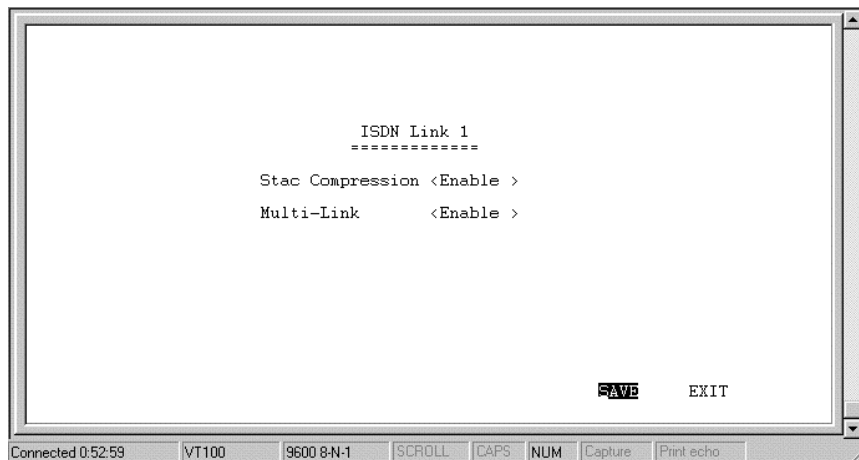 ISDN Link 1
=============
Stac Compression <Enable >
Multi-Link <Enable >
SAVE EXIT
Connected 0:52:59 VT100 9600 8-N-1 SCROLL CAPS NUM Capture Print echo